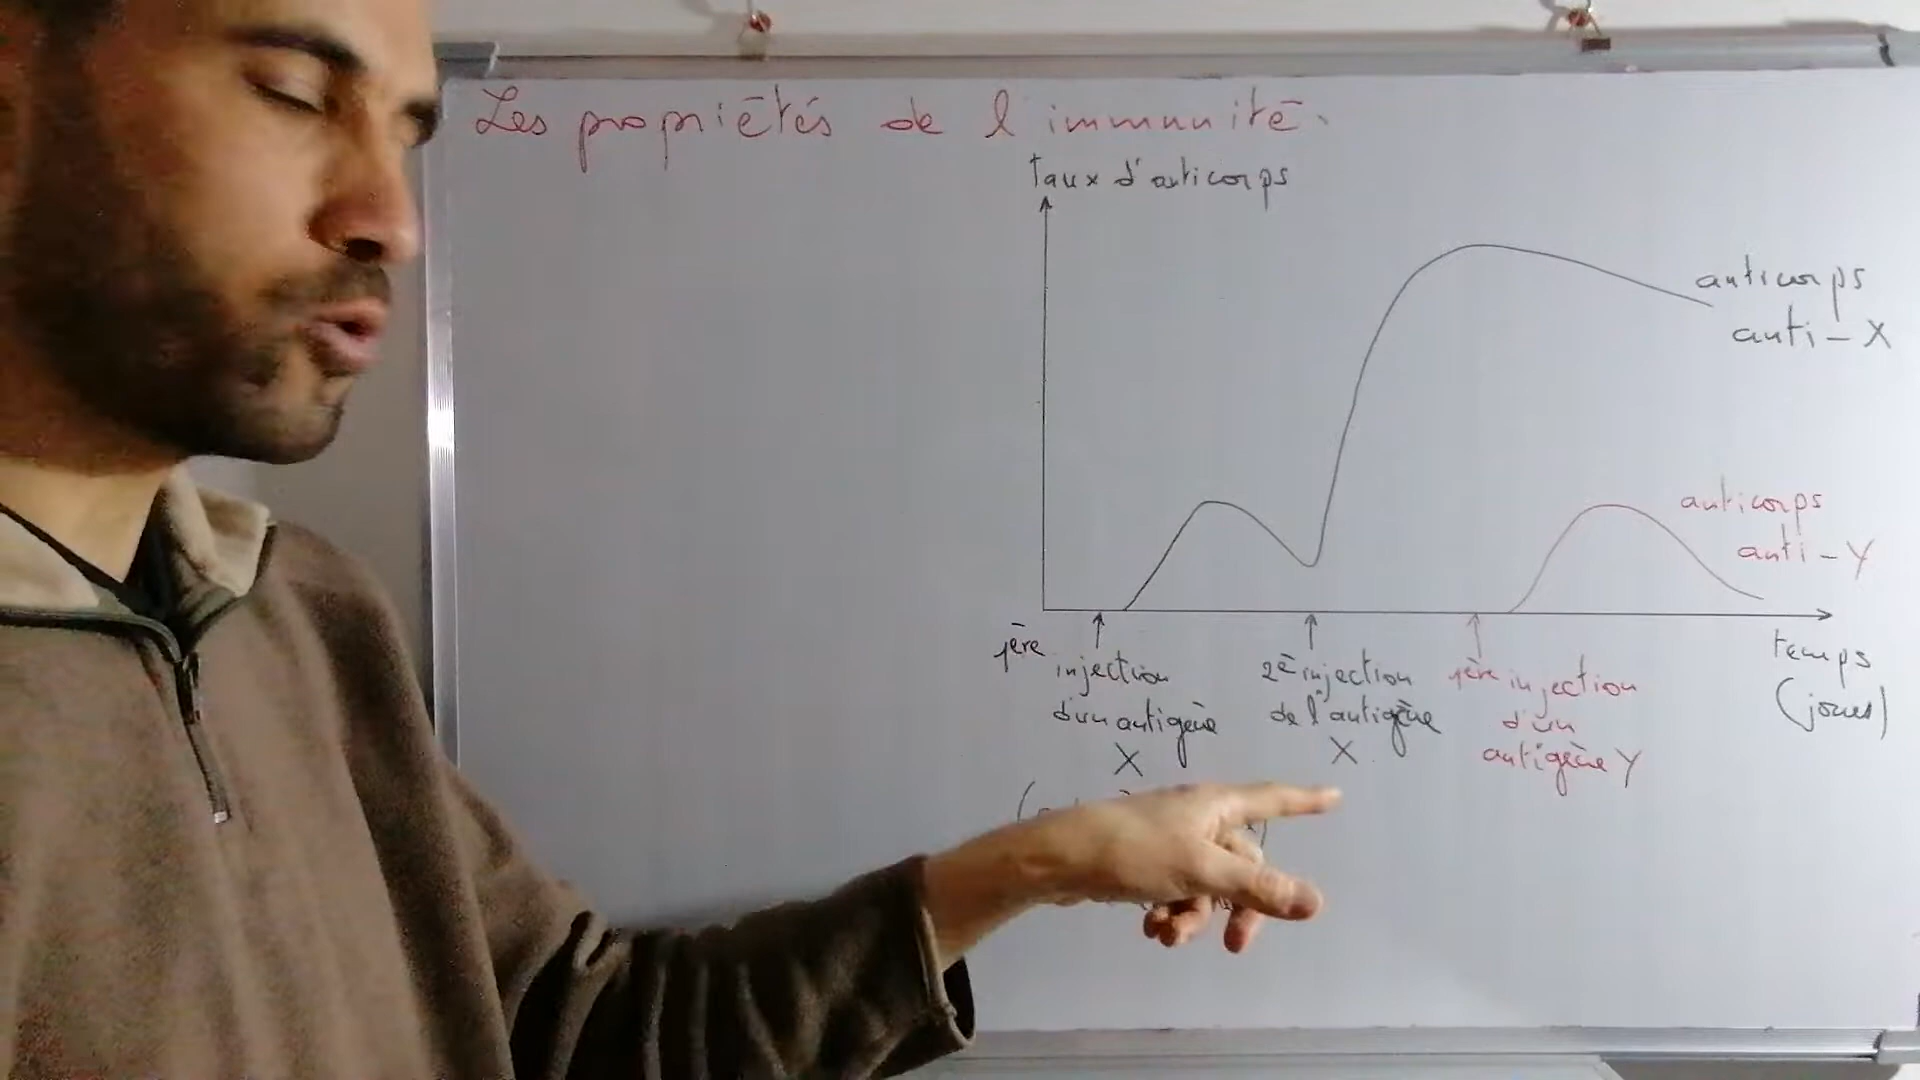 Les propriétés de l'immunité.
Taux d'anticorps
anticorps
anti-X
anticorps
anti-Y
temps
(jours)
1ère injection
d'un antigène
X
2è injection
de l'antigène
X
1ère injection
d'un
antigène Y